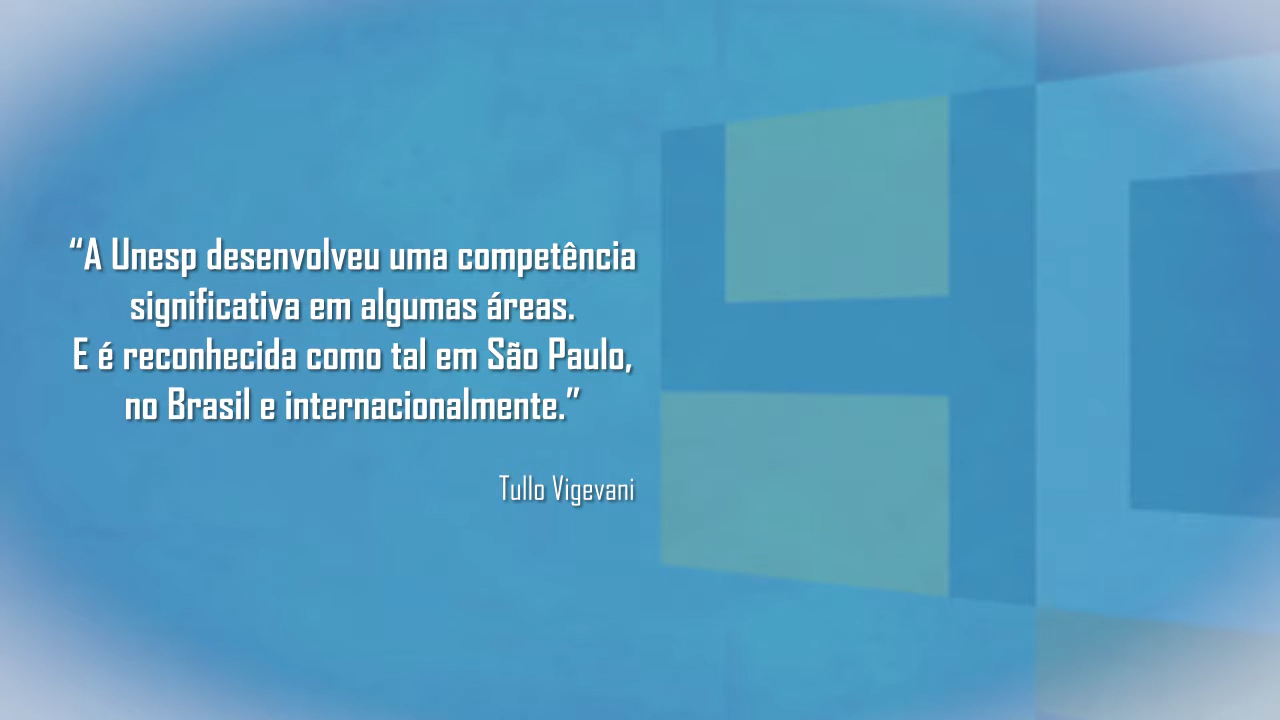 “A Unesp desenvolveu uma competência
significativa em algumas áreas.
E é reconhecida como tal em São Paulo,
no Brasil e internacionalmente.”
Tullo Vigevani